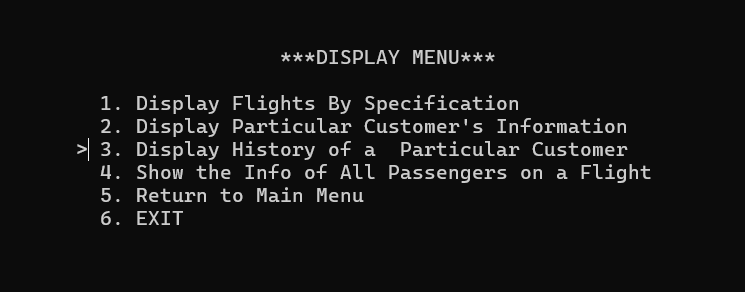 ***DISPLAY MENU***
1. Display Flights By Specification
2. Display Particular Customer's Information
>3. Display History of a  Particular Customer
4. Show the Info of All Passengers on a Flight
5. Return to Main Menu
6. EXIT